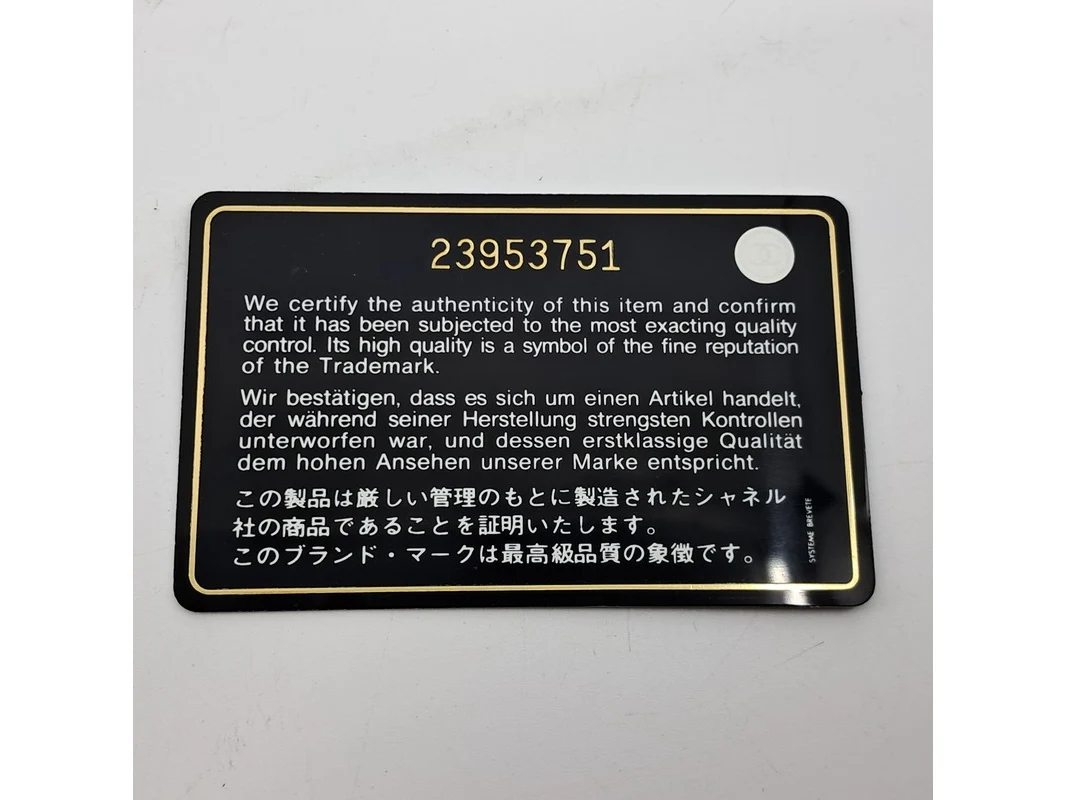 23953751
We certify the authenticity of this item and confirm
that it has been subjected to the most exacting quality
control. Its high quality is a symbol of the fine reputation
of the Trademark.
Wir bestätigen, dass es sich um einen Artikel handelt,
der während seiner Herstellung strengsten Kontrollen
unterworfen war, und dessen erstklassige Qualität
dem hohen Ansehen unserer Marke entspricht.
この製品は厳しい管理のもとに製造されたシャネル
社の商品であることを証明いたします。
このブランド・マークは最高級品質の象徴です。
SYSTEME BREVETE